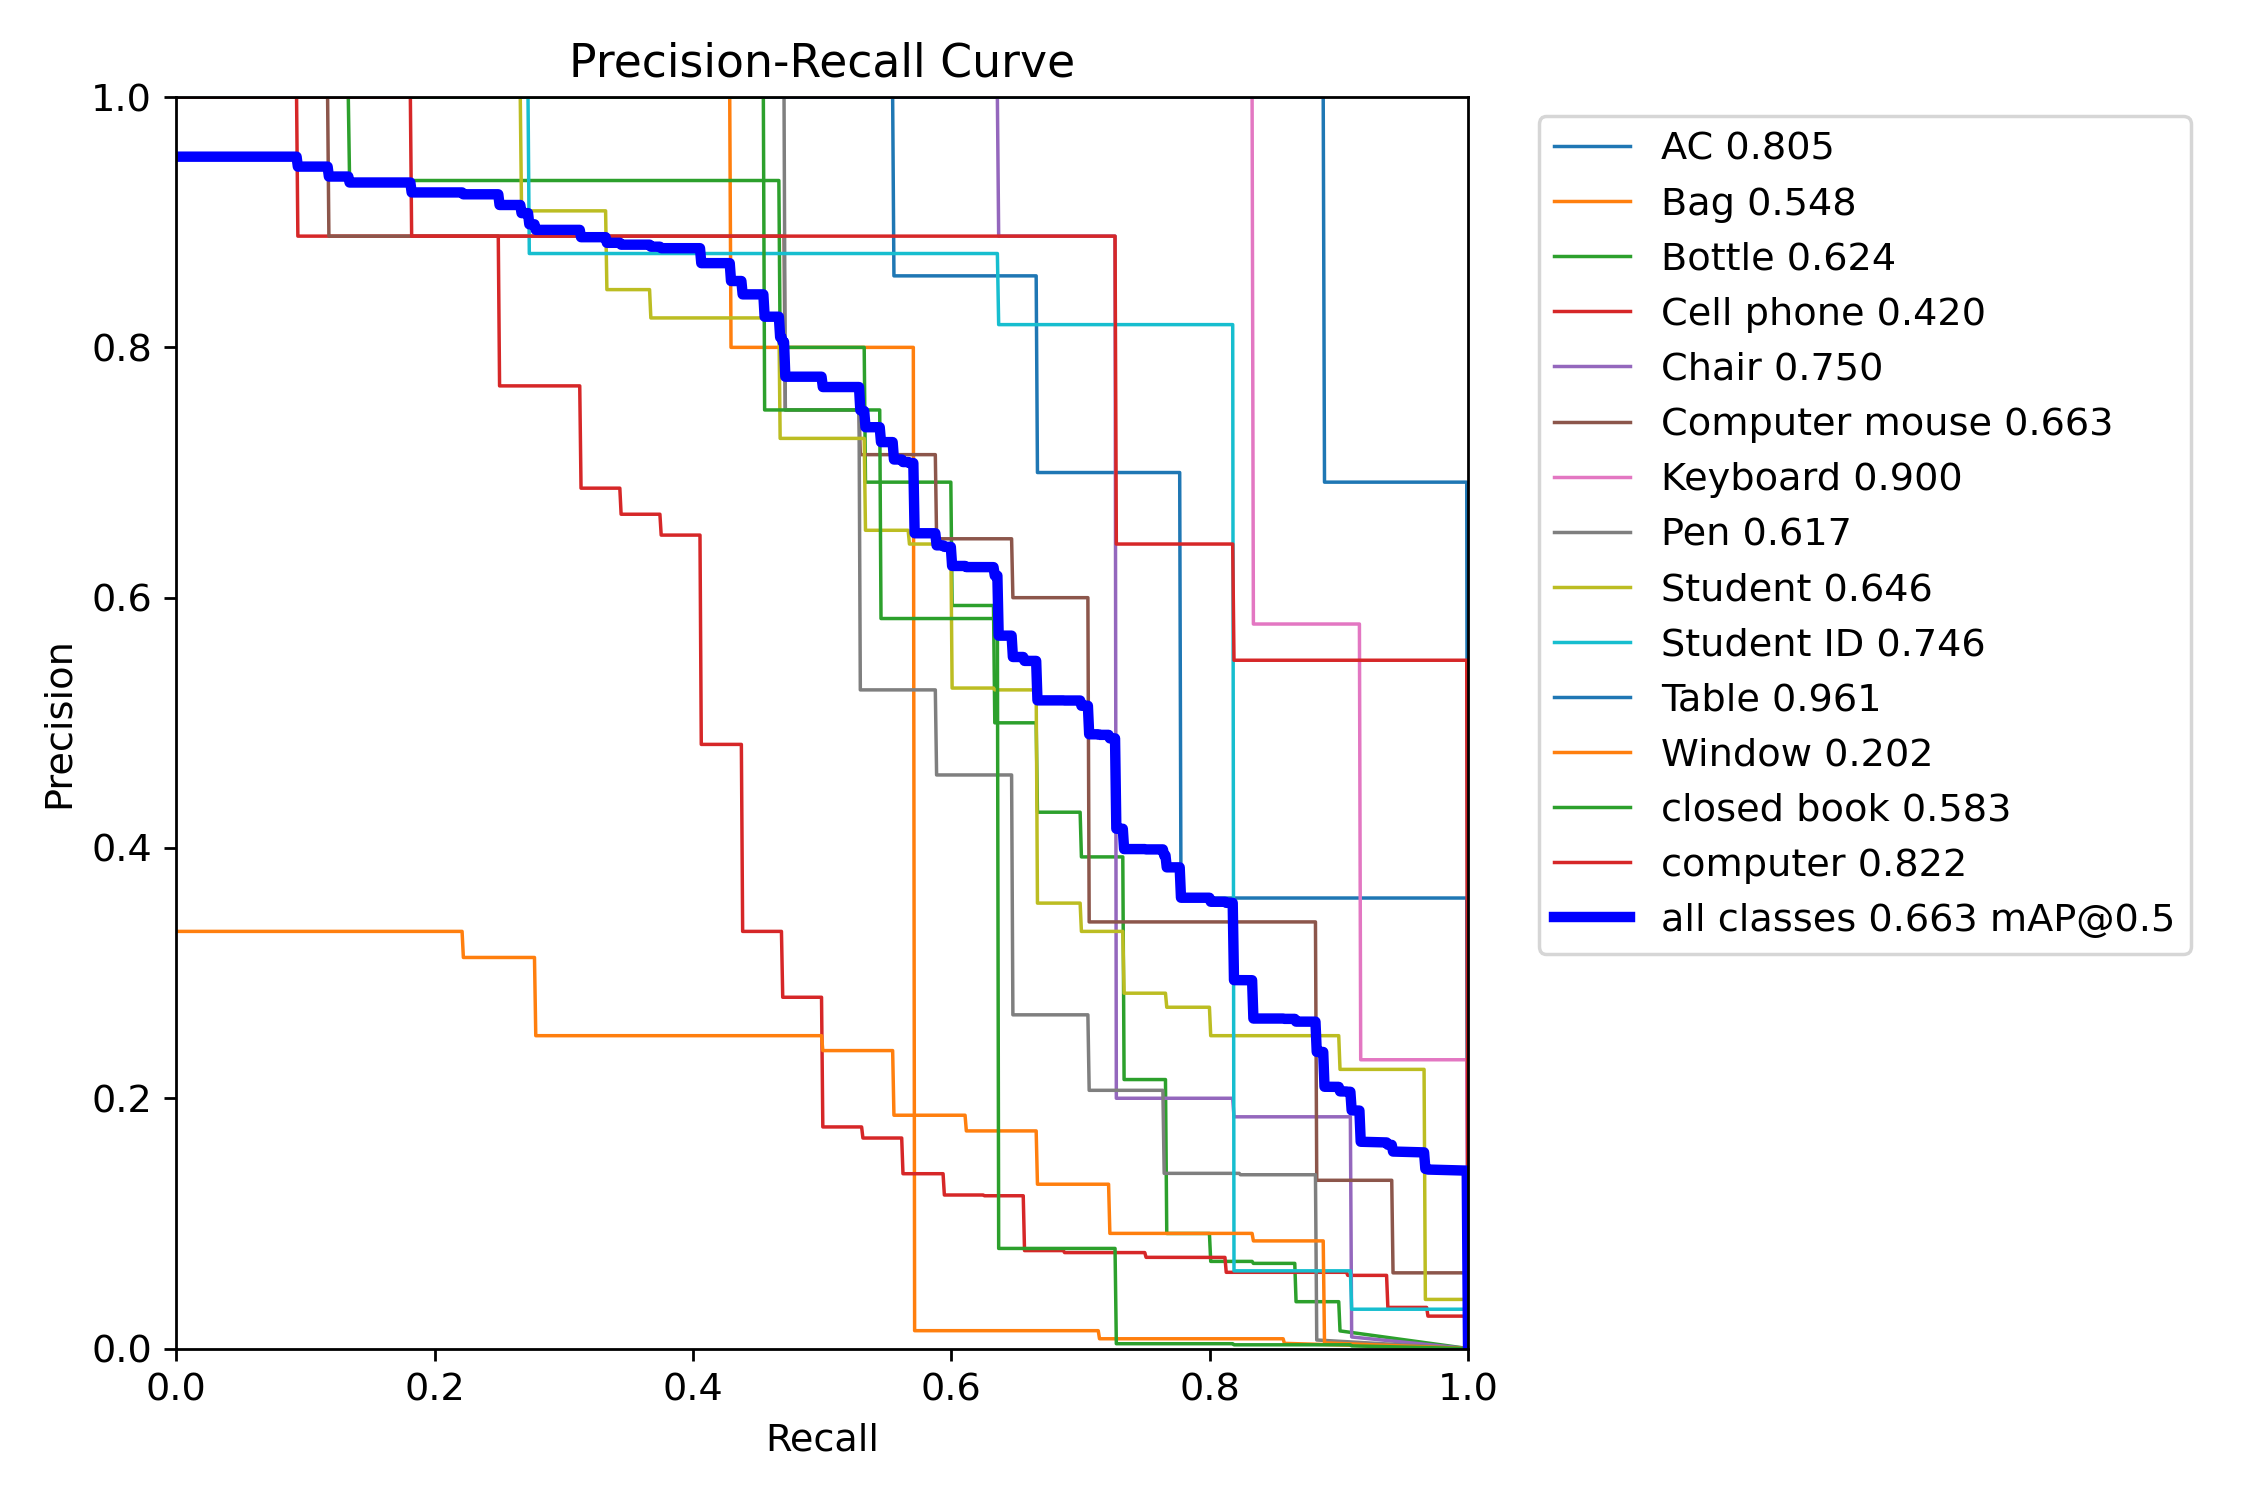 Precision-Recall Curve
1.0
0.8
0.6
0.4
0.2
0.0
Precision
0.0 0.2 0.4 0.6 0.8 1.0
Recall
AC 0.805
Bag 0.548
Bottle 0.624
Cell phone 0.420
Chair 0.750
Computer mouse 0.663
Keyboard 0.900
Pen 0.617
Student 0.646
Student ID 0.746
Table 0.961
Window 0.202
closed book 0.583
computer 0.822
all classes 0.663 mAP@0.5